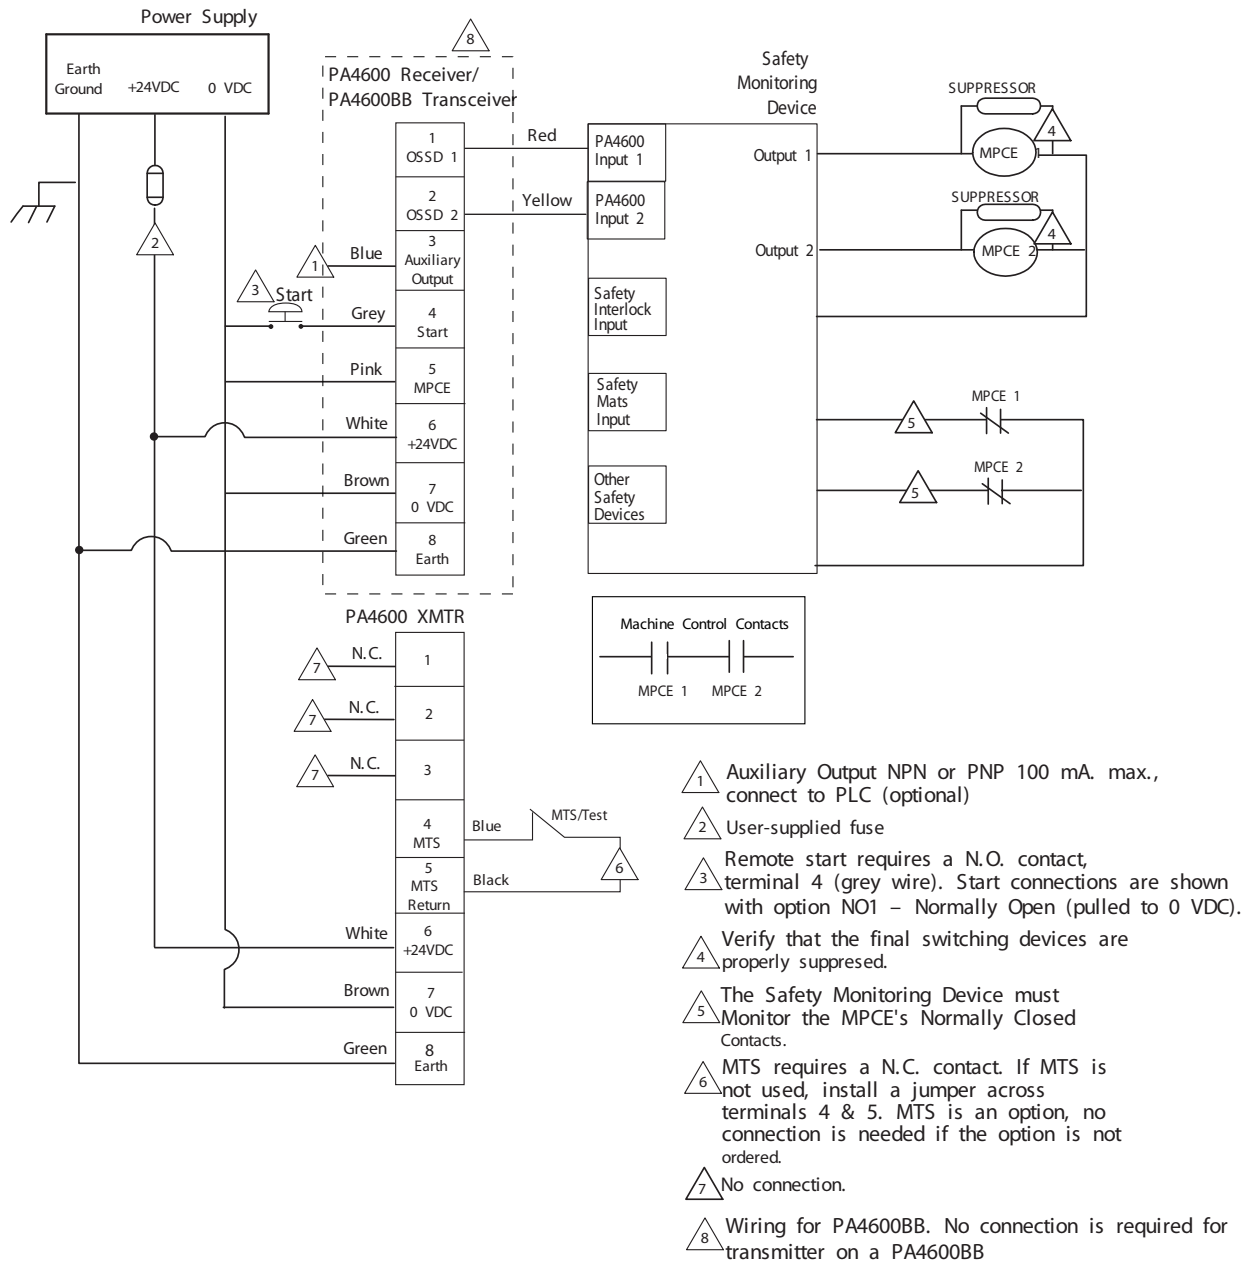 Power Supply
Earth
Ground
+24VDC
0 VDC
8
PA4600 Receiver/
PA4600BB Transceiver
1
OSSD 1
2
OSSD 2
3
Auxiliary
Output
4
Start
5
MPCE
6
+24VDC
7
0 VDC
8
Earth
Red
Yellow
2
1
Blue
3
Start
Grey
Pink
White
Brown
Green
Safety
Monitoring
Device
PA4600
Input 1
PA4600
Input 2
Safety
Interlock
Input
Safety
Mats
Input
Other
Safety
Devices
Output 1
Output 2
SUPPRESSOR
4
MPCE 1
SUPPRESSOR
4
MPCE 2
MPCE 1
5
MPCE 2
5
Machine Control Contacts
MPCE 1
MPCE 2
PA4600 XMTR
7
N.C.
1
7
N.C.
2
7
N.C.
3
4
MTS
Blue
MTS/Test
6
5
MTS
Return
Black
White
6
+24VDC
Brown
7
0 VDC
Green
8
Earth
1
Auxiliary Output NPN or PNP 100 mA. max.,
connect to PLC (optional)
2
User-supplied fuse
3
Remote start requires a N.O. contact,
terminal 4 (grey wire). Start connections are shown
with option NO1 – Normally Open (pulled to 0 VDC).
4
Verify that the final switching devices are
properly suppresed.
5
The Safety Monitoring Device must
Monitor the MPCE's Normally Closed
Contacts.
6
MTS requires a N.C. contact. If MTS is
not used, install a jumper across
terminals 4 & 5. MTS is an option, no
connection is needed if the option is not
ordered.
7
No connection.
8
Wiring for PA4600BB. No connection is required for
transmitter on a PA4600BB